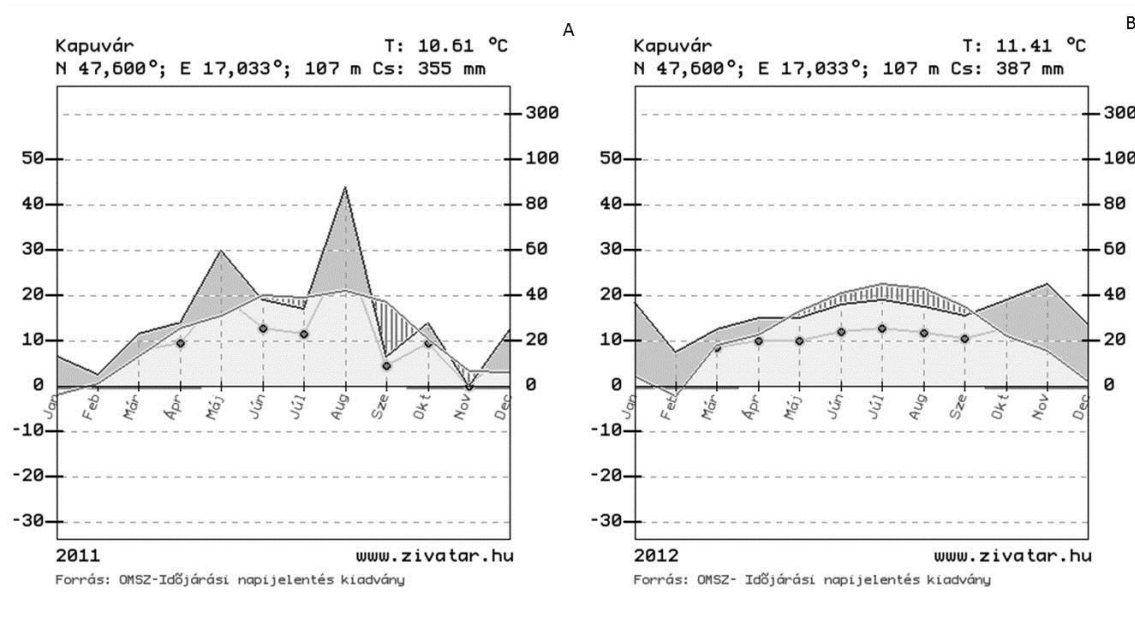 A
Kapuvár T: 10.61 °C
N 47,600°; E 17,033°; 107 m Cs: 355 mm
300
50 100
40 80
30 60
20 40
10 20
0 0
Jan Feb Már Ápr Máj Jún Júl Aug Sze Okt Nov Dec
-10
-20
-30
2011 www.zivatar.hu
Forrás: OMSZ-Időjárási napijelentés kiadvány
B
Kapuvár T: 11.41 °C
N 47,600°; E 17,033°; 107 m Cs: 387 mm
300
50 100
40 80
30 60
20 40
10 20
0 0
Jan Feb Már Ápr Máj Jún Júl Aug Sze Okt Nov Dec
-10
-20
-30
2012 www.zivatar.hu
Forrás: OMSZ- Időjárási napijelentés kiadvány